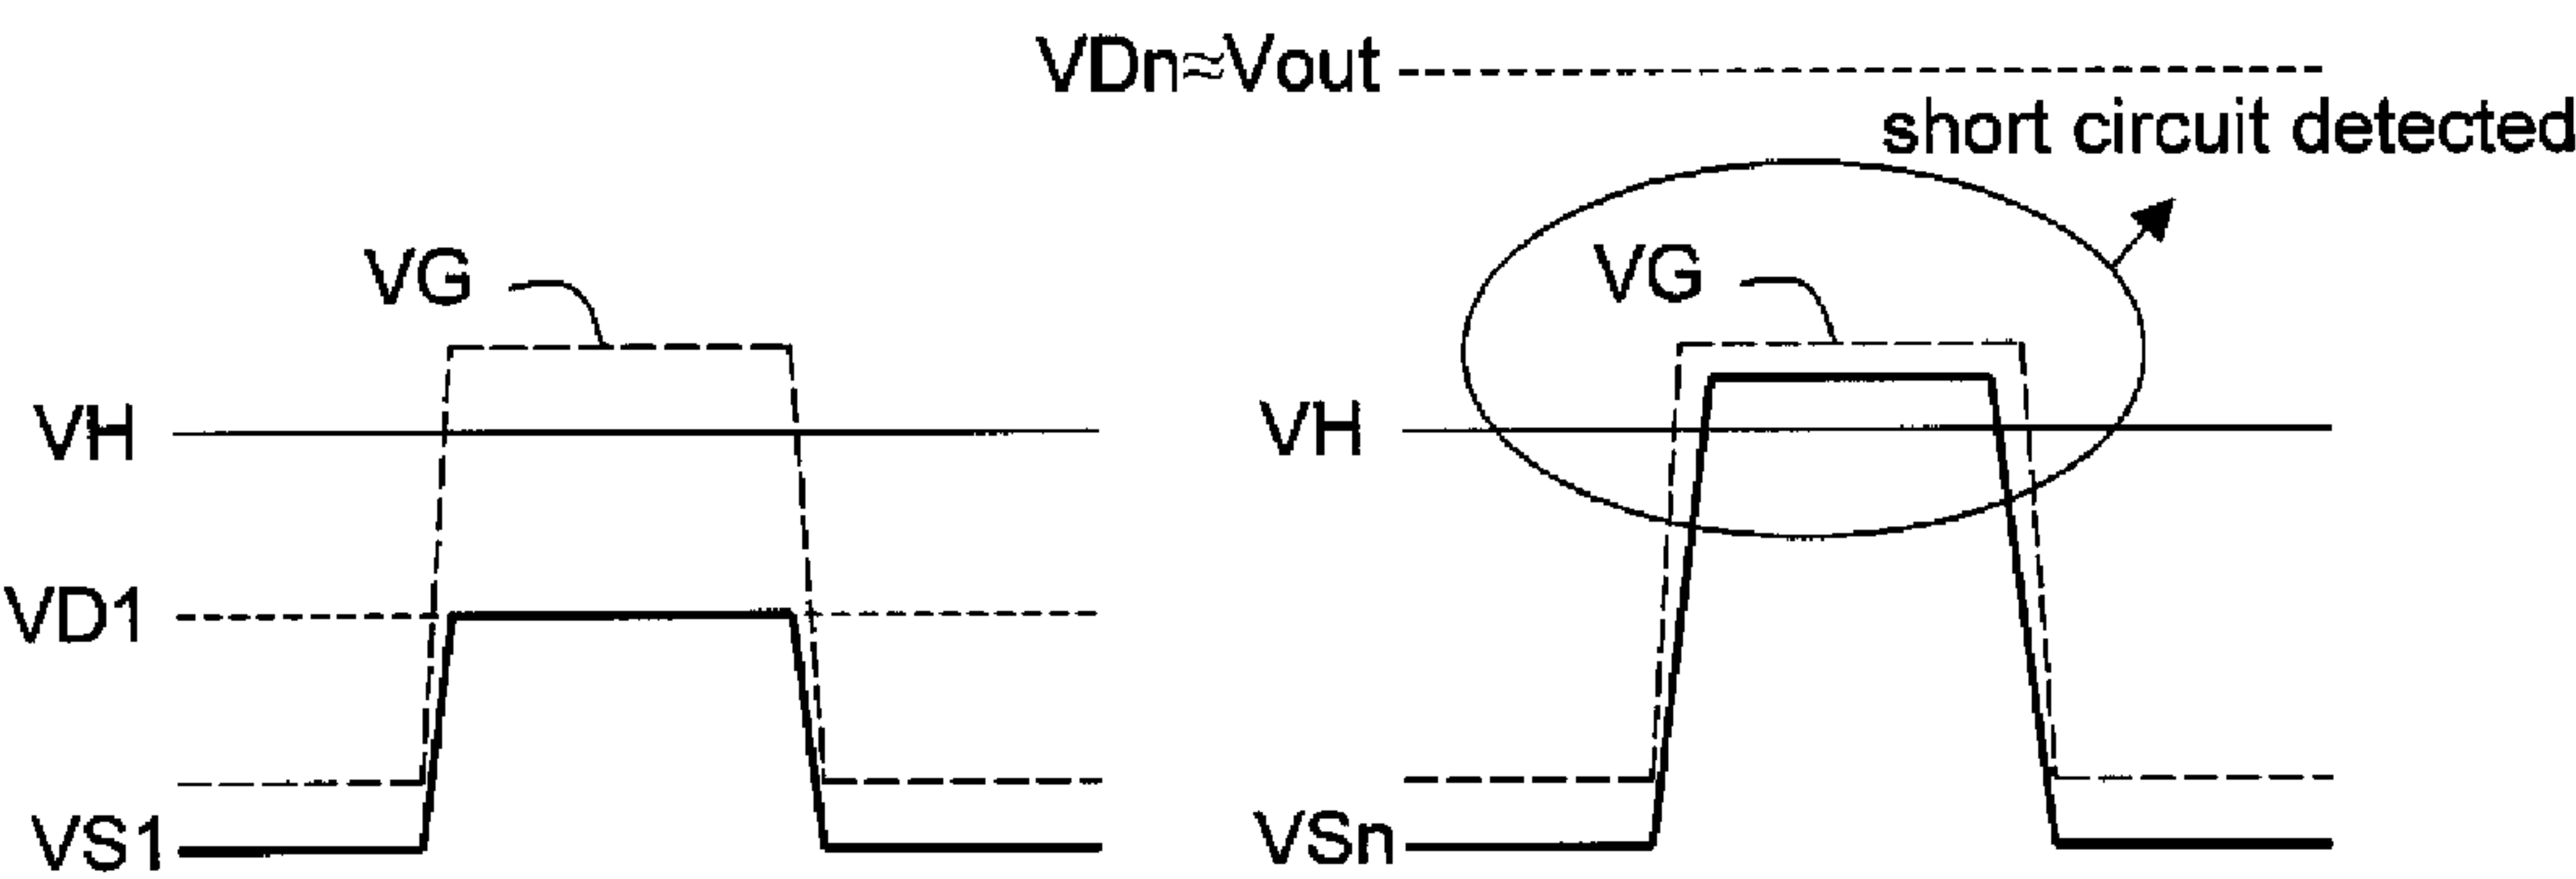 VDn≈Vout
short circuit detected
VG
VG
VH
VH
VD1
VS1
VSn